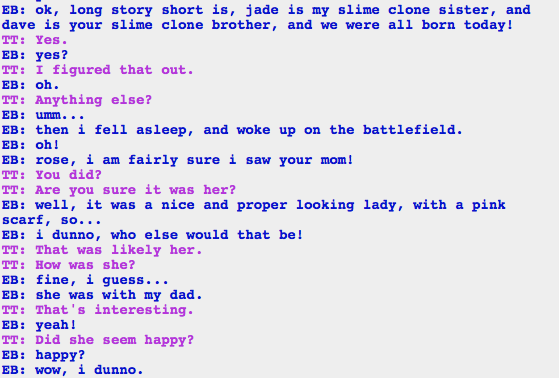 EB: ok, long story short is, jade is my slime clone sister, and
dave is your slime clone brother, and we were all born today!
TT: Yes.
EB: yes?
TT: I figured that out.
EB: oh.
TT: Anything else?
EB: umm...
EB: then i fell asleep, and woke up on the battlefield.
EB: oh!
EB: rose, i am fairly sure i saw your mom!
TT: You did?
TT: Are you sure it was her?
EB: well, it was a nice and proper looking lady, with a pink
scarf, so...
EB: i dunno, who else would that be!
TT: That was likely her.
TT: How was she?
EB: fine, i guess...
EB: she was with my dad.
TT: That's interesting.
EB: yeah!
TT: Did she seem happy?
EB: happy?
EB: wow, i dunno.